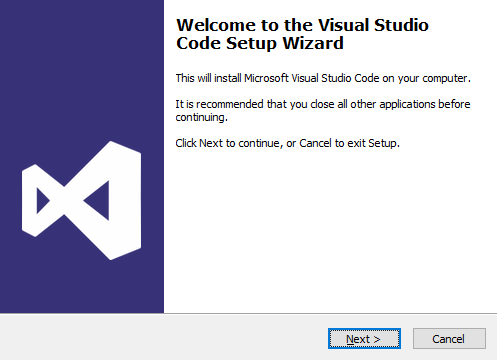 Welcome to the Visual Studio
Code Setup Wizard
This will install Microsoft Visual Studio Code on your computer.
It is recommended that you close all other applications before
continuing.
Click Next to continue, or Cancel to exit Setup.
Next >
Cancel